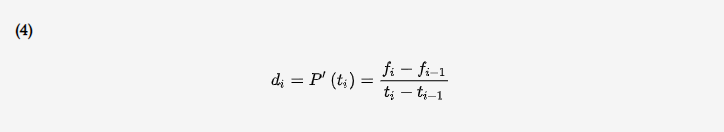 (4)
d_i = P' (t_i) = \frac{f_i - f_{i-1}}{t_i - t_{i-1}}